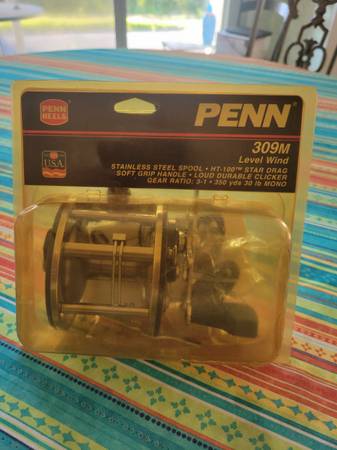 PENN
REELS
USA
PENN
309M
Level Wind
STAINLESS STEEL SPOOL • HT-100™ STAR DRAG
SOFT GRIP HANDLE • LOUD DURABLE CLICKER
GEAR RATIO: 3-1 • 350 yds 30 lb MONO